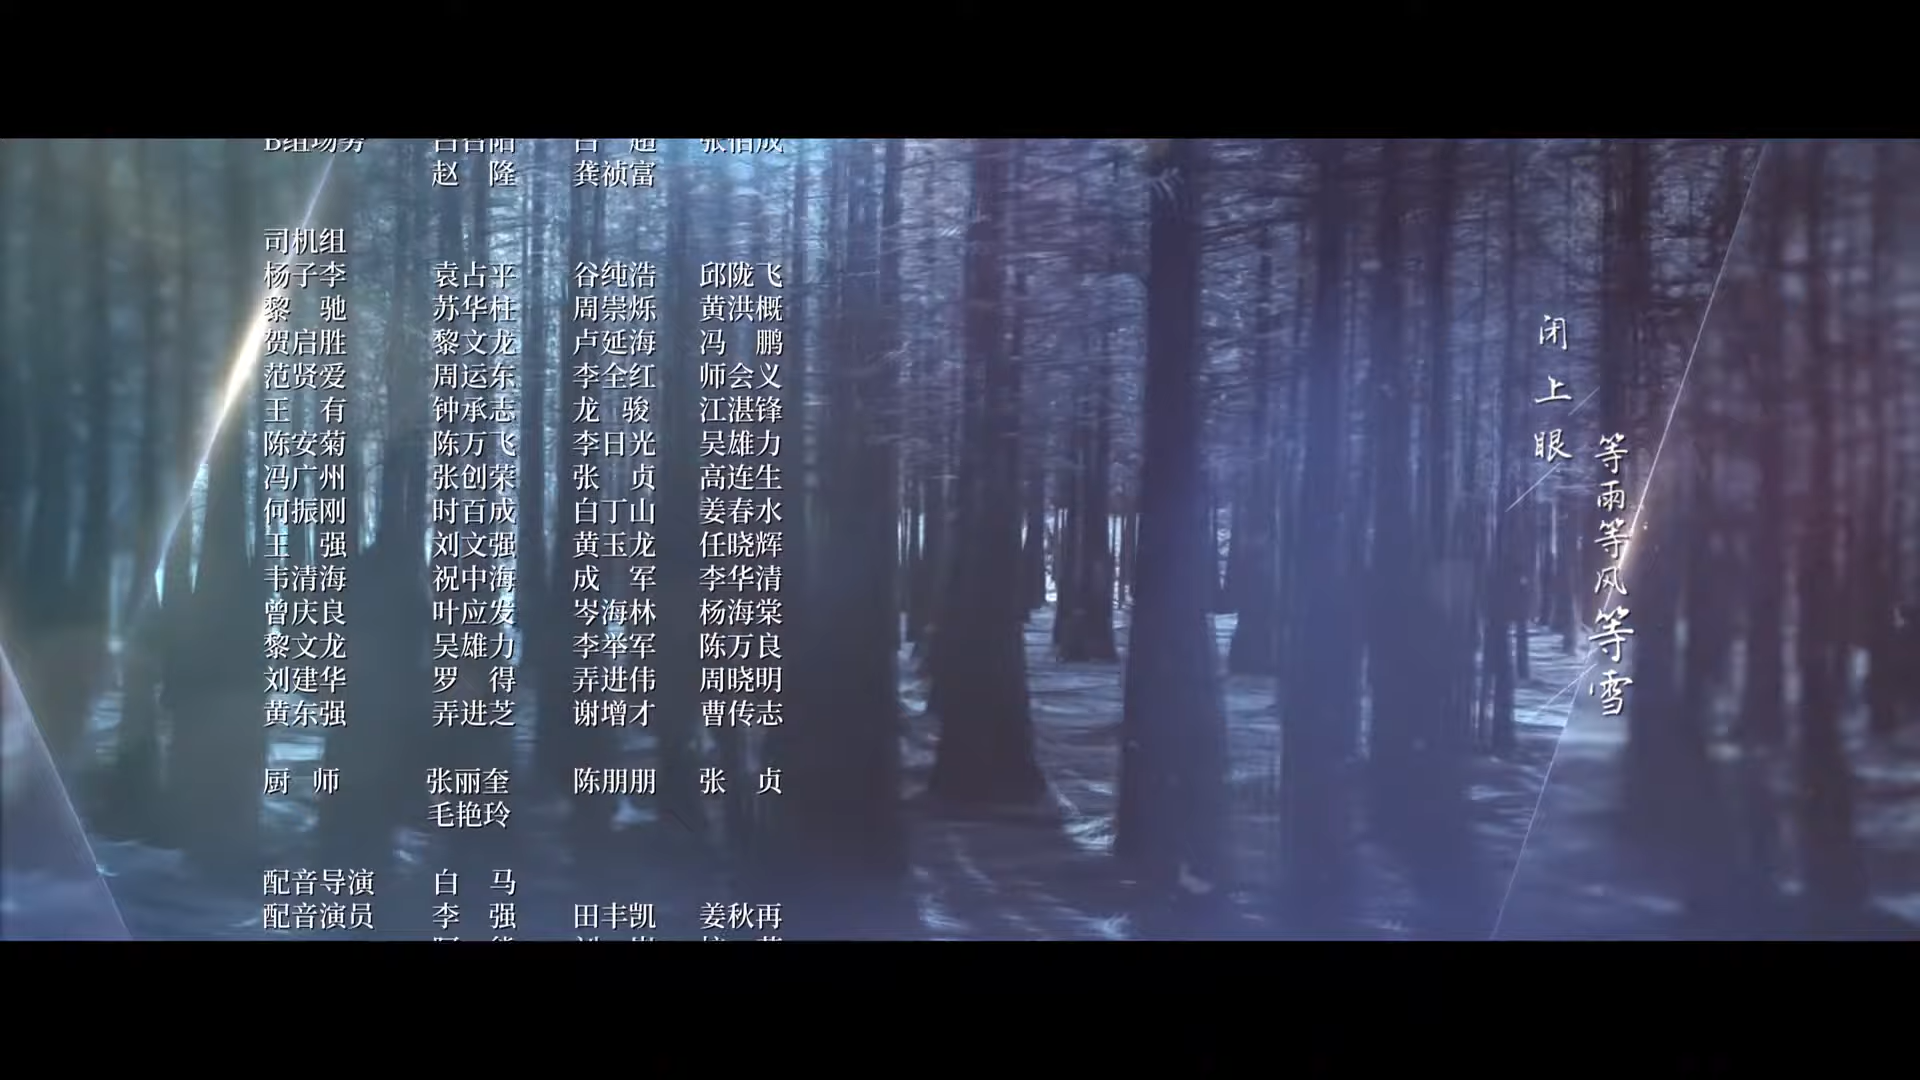 B组场务
赵 隆 龚祯富
司机组
杨子李 袁占平 谷纯浩 邱陇飞
黎 驰 苏华柱 周崇烁 黄洪概
贺启胜 黎文龙 卢延海 冯 鹏
范贤爱 周运东 李全红 师会义
王 有 钟承志 龙 骏 江湛锋
陈安菊 陈万飞 李日光 吴雄力
冯广州 张创荣 张 贞 高连生
何振刚 时百成 白丁山 姜春水
王 强 刘文强 黄玉龙 任晓辉
韦清海 祝中海 成 军 李华清
曾庆良 叶应发 岑海林 杨海棠
黎文龙 吴雄力 李举军 陈万良
刘建华 罗 得 弄进伟 周晓明
黄东强 弄进芝 谢增才 曹传志
厨 师 张丽奎 陈朋朋 张 贞
毛艳玲
配音导演 白 马
配音演员 李 强 田丰凯 姜秋再
闭上眼
等雨等风等雪